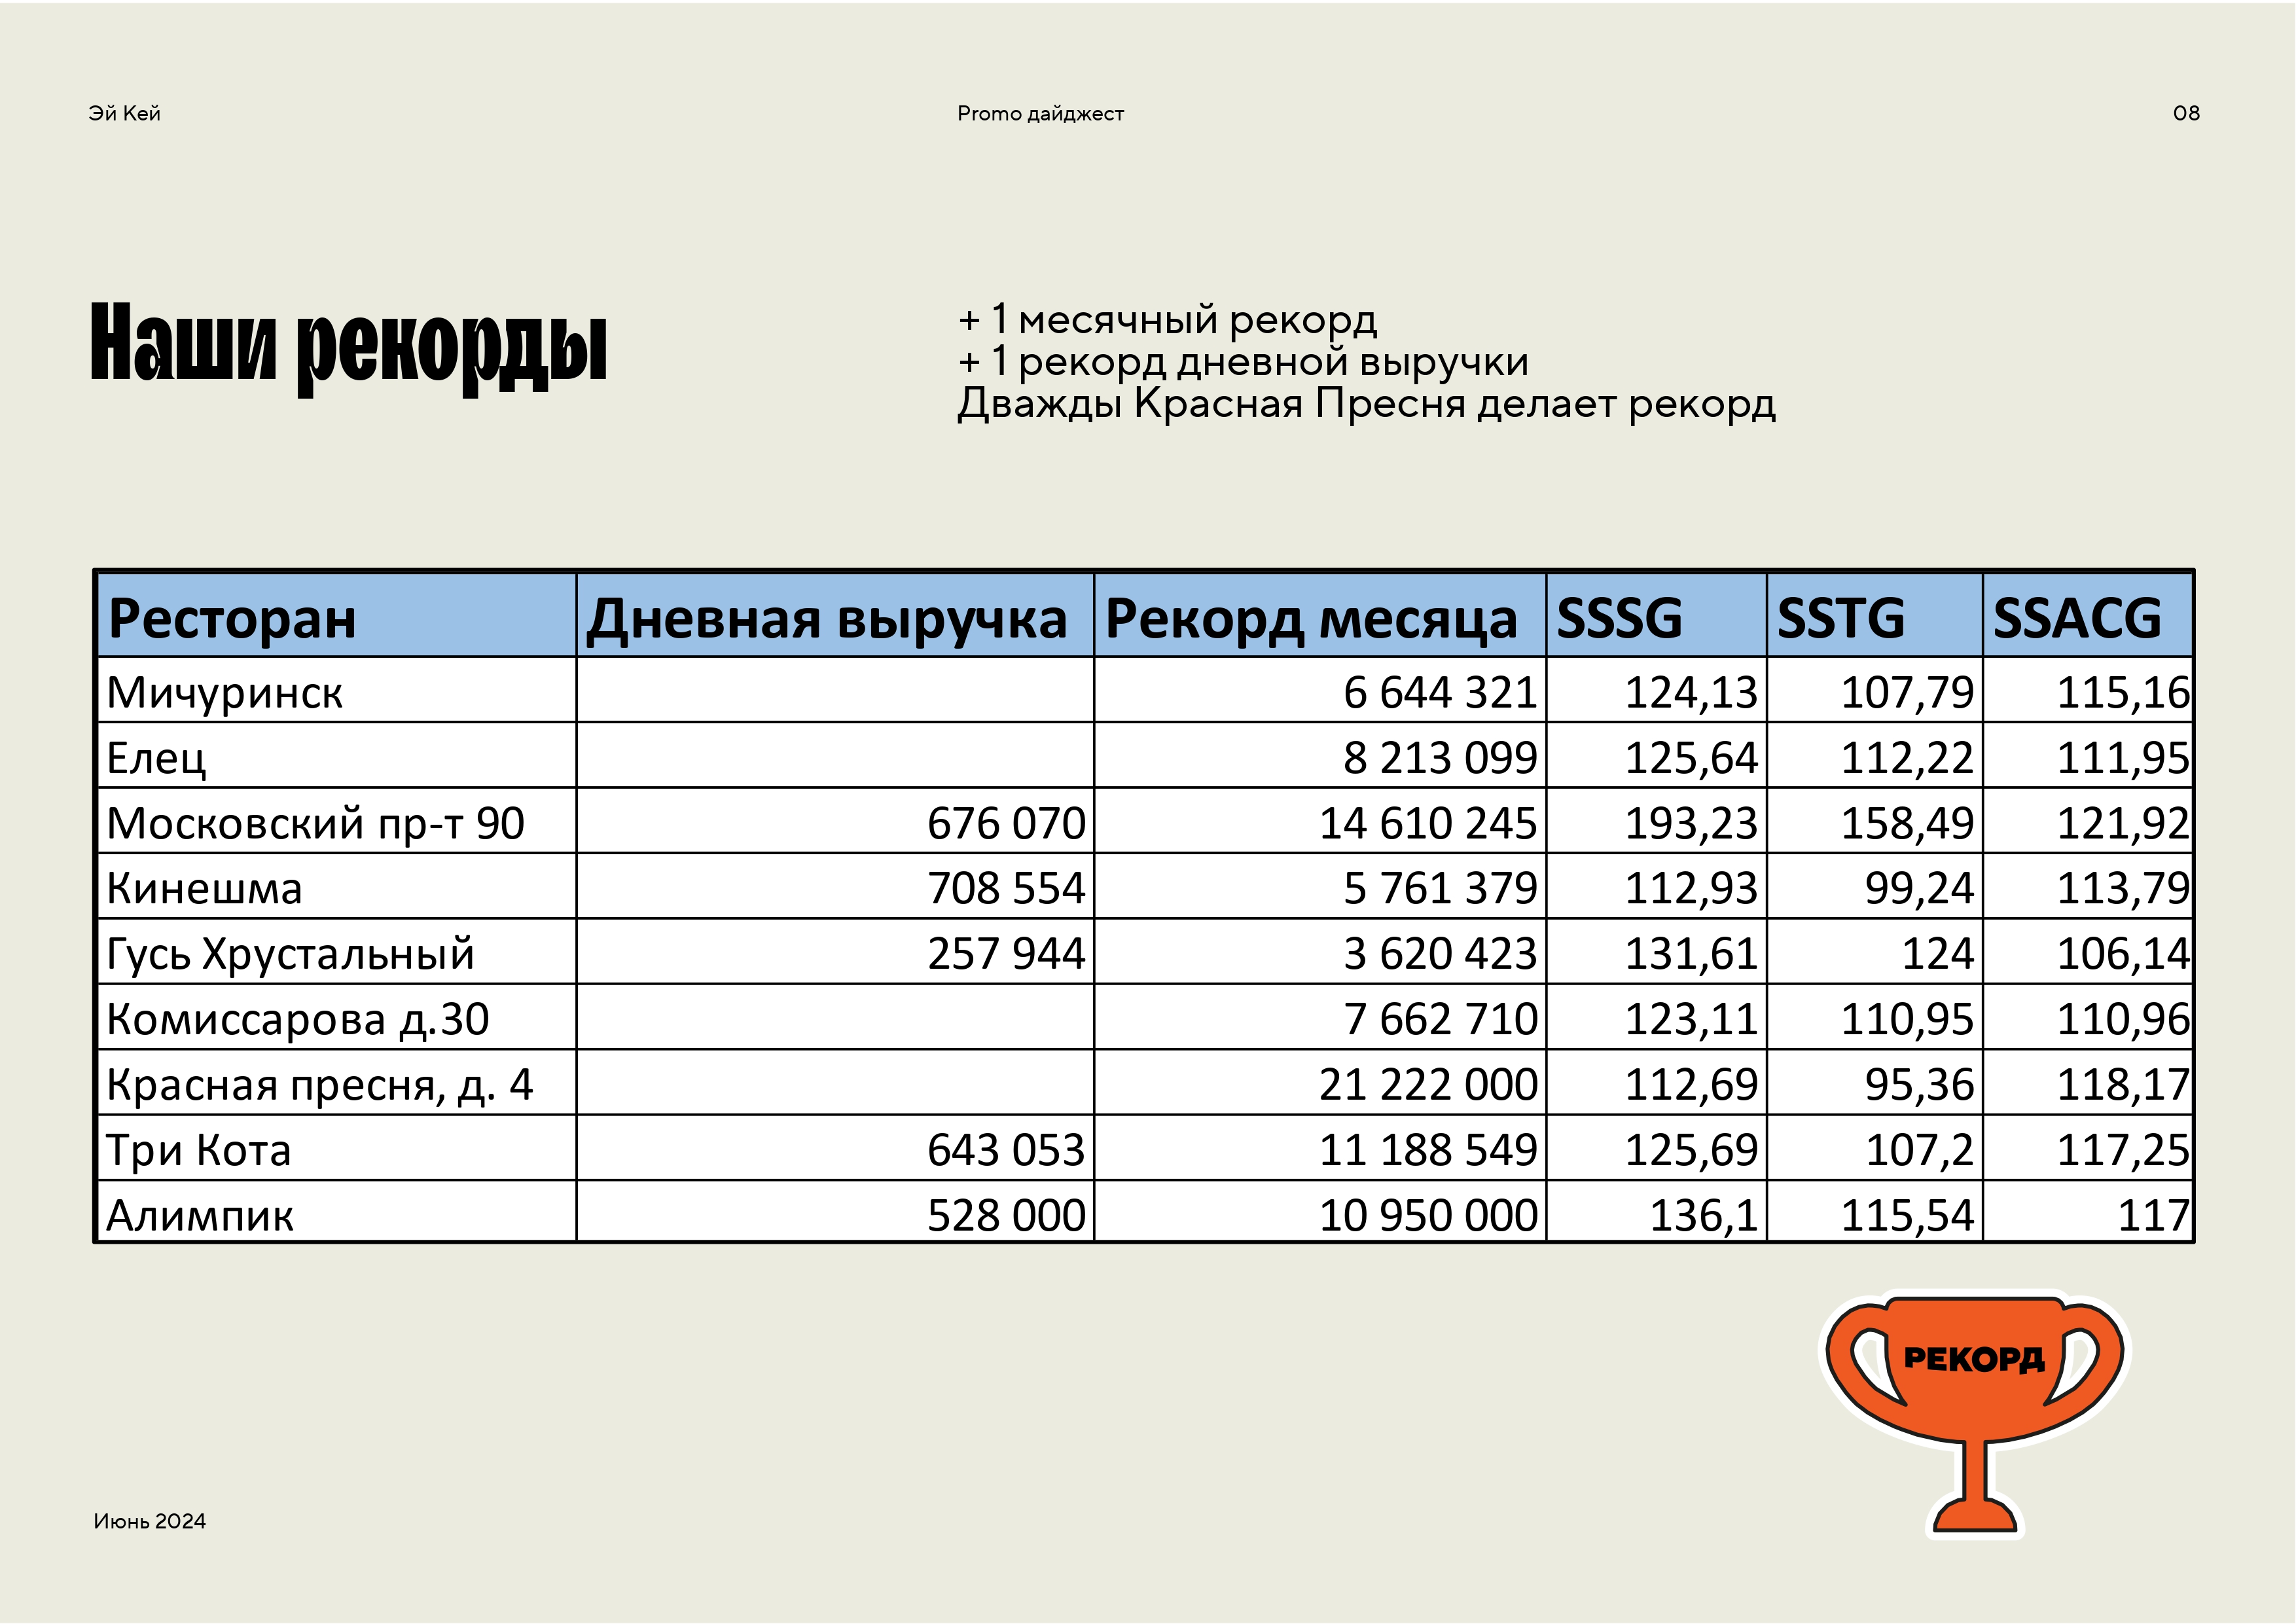 Эй Кей Promo дайджест 08
Наши рекорды
+ 1 месячный рекорд
+ 1 рекорд дневной выручки
Дважды Красная Пресня делает рекорд
Ресторан Дневная выручка Рекорд месяца SSSG SSTG SSACG
Мичуринск 6 644 321 124,13 107,79 115,16
Елец 8 213 099 125,64 112,22 111,95
Московский пр-т 90 676 070 14 610 245 193,23 158,49 121,92
Кинешма 708 554 5 761 379 112,93 99,24 113,79
Гусь Хрустальный 257 944 3 620 423 131,61 124 106,14
Комиссарова д.30 7 662 710 123,11 110,95 110,96
Красная пресня, д. 4 21 222 000 112,69 95,36 118,17
Три Кота 643 053 11 188 549 125,69 107,2 117,25
Алимпик 528 000 10 950 000 136,1 115,54 117
РЕКОРД
Июнь 2024